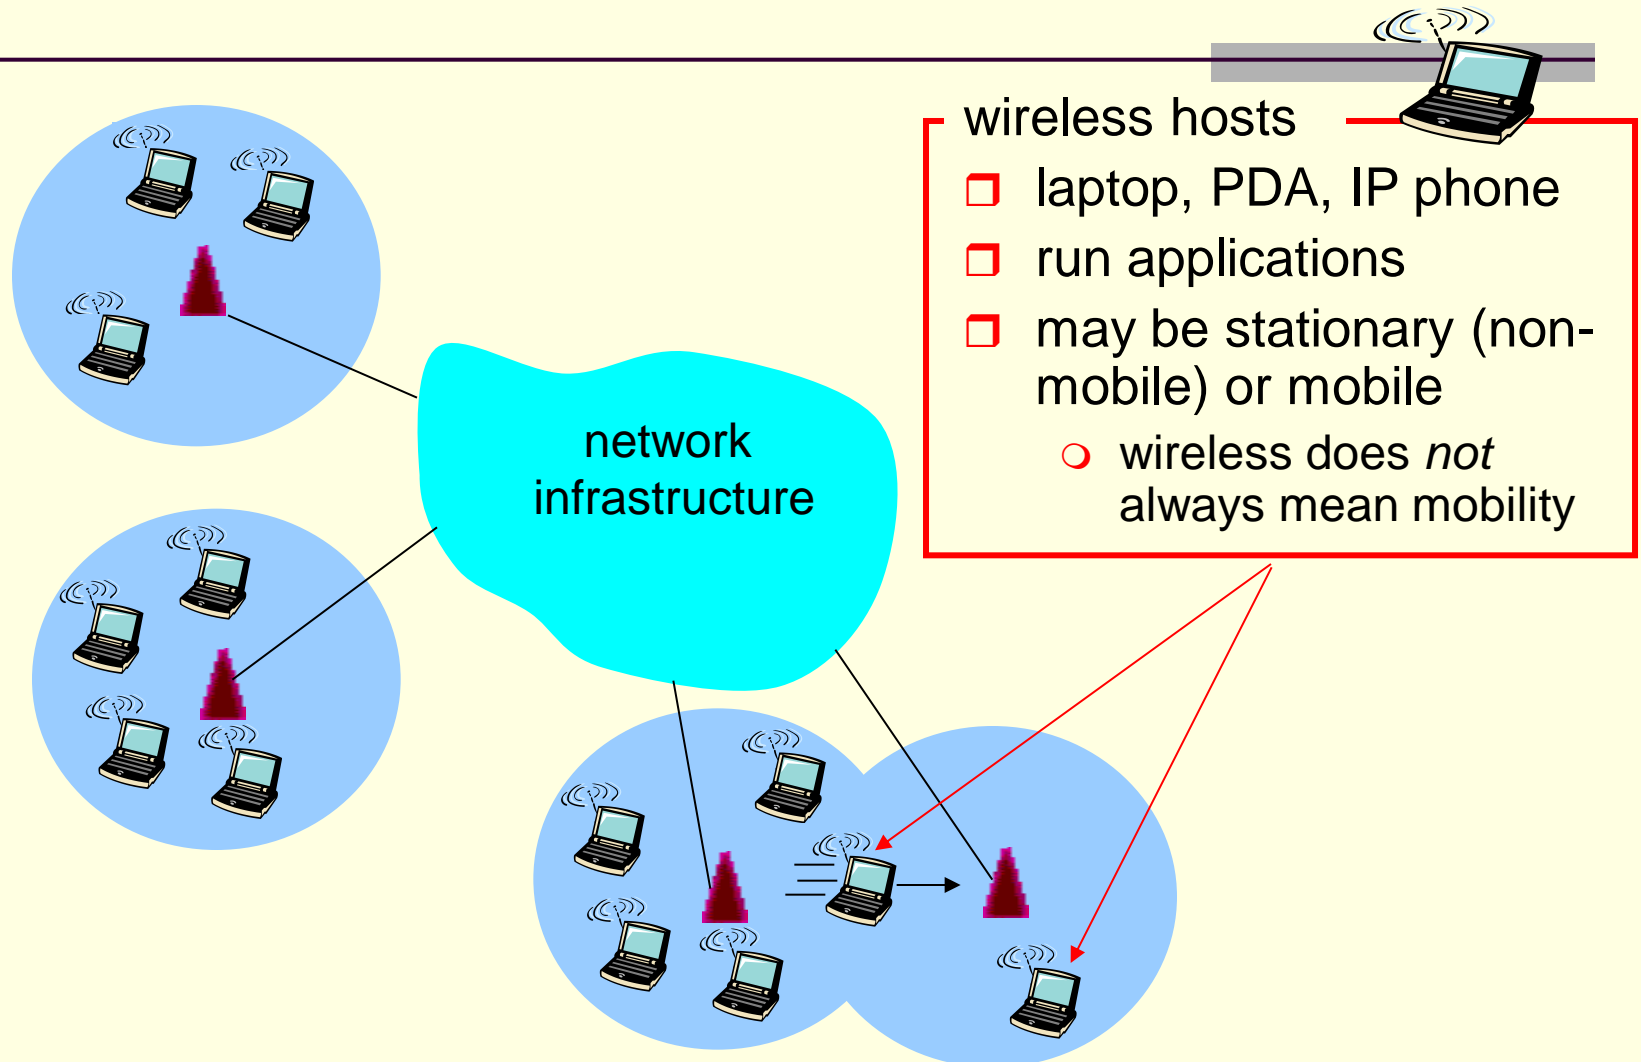 wireless hosts
laptop, PDA, IP phone
run applications
may be stationary (non-
mobile) or mobile
wireless does not
always mean mobility
network
infrastructure